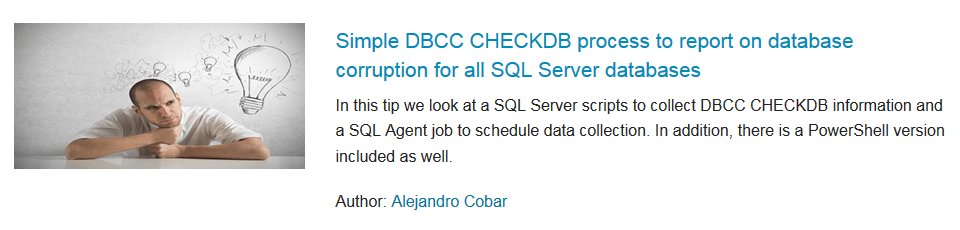 Simple DBCC CHECKDB process to report on database
corruption for all SQL Server databases
In this tip we look at a SQL Server scripts to collect DBCC CHECKDB information and
a SQL Agent job to schedule data collection. In addition, there is a PowerShell version
included as well.
Author: Alejandro Cobar